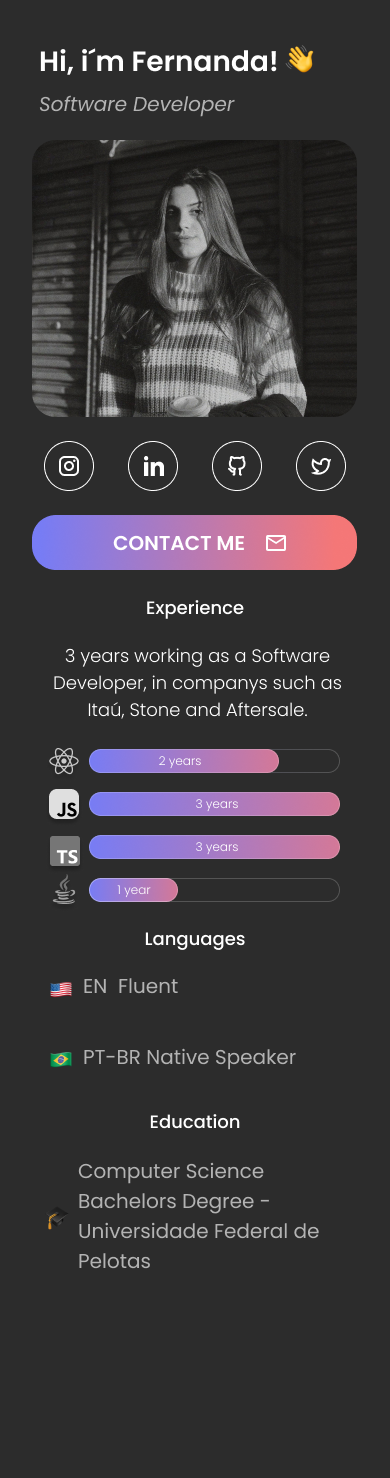 Hi, i´m Fernanda! 👋
Software Developer
in
CONTACT ME
Experience
3 years working as a Software
Developer, in companys such as
Itaú, Stone and Aftersale.
2 years
JS 3 years
TS 3 years
1 year
Languages
EN Fluent
PT-BR Native Speaker
Education
Computer Science
Bachelors Degree -
Universidade Federal de
Pelotas